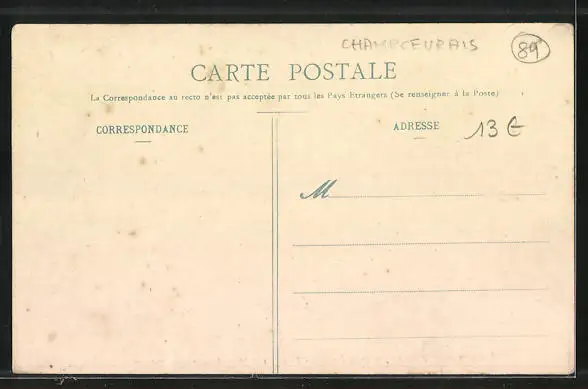 CHAMPCEVRAIS
89
CARTE POSTALE
La Correspondance au recto n'est pas acceptée par tous les Pays Etrangers (Se renseigner à la Poste)
CORRESPONDANCE
ADRESSE
13 €
M